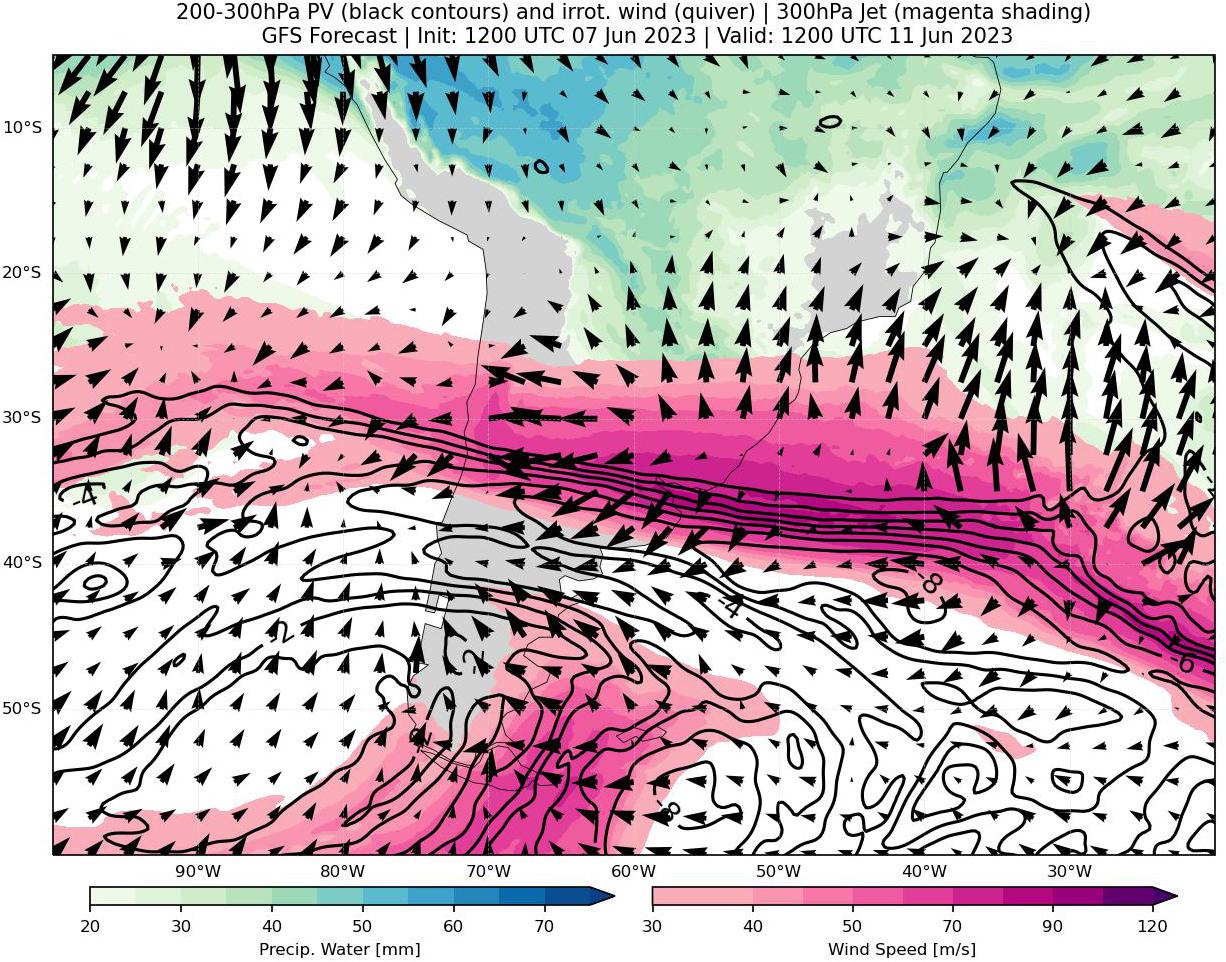 200-300hPa PV (black contours) and irrot. wind (quiver) | 300hPa Jet (magenta shading)
GFS Forecast | Init: 1200 UTC 07 Jun 2023 | Valid: 1200 UTC 11 Jun 2023
0
0
10°S
20°S
30°S
-4
40°S
-8
-4
-2
-2
-6
50°S
-8
90°W 80°W 70°W 60°W 50°W 40°W 30°W
20 30 40 50 60 70
30 40 50 70 90 120
Precip. Water [mm]
Wind Speed [m/s]